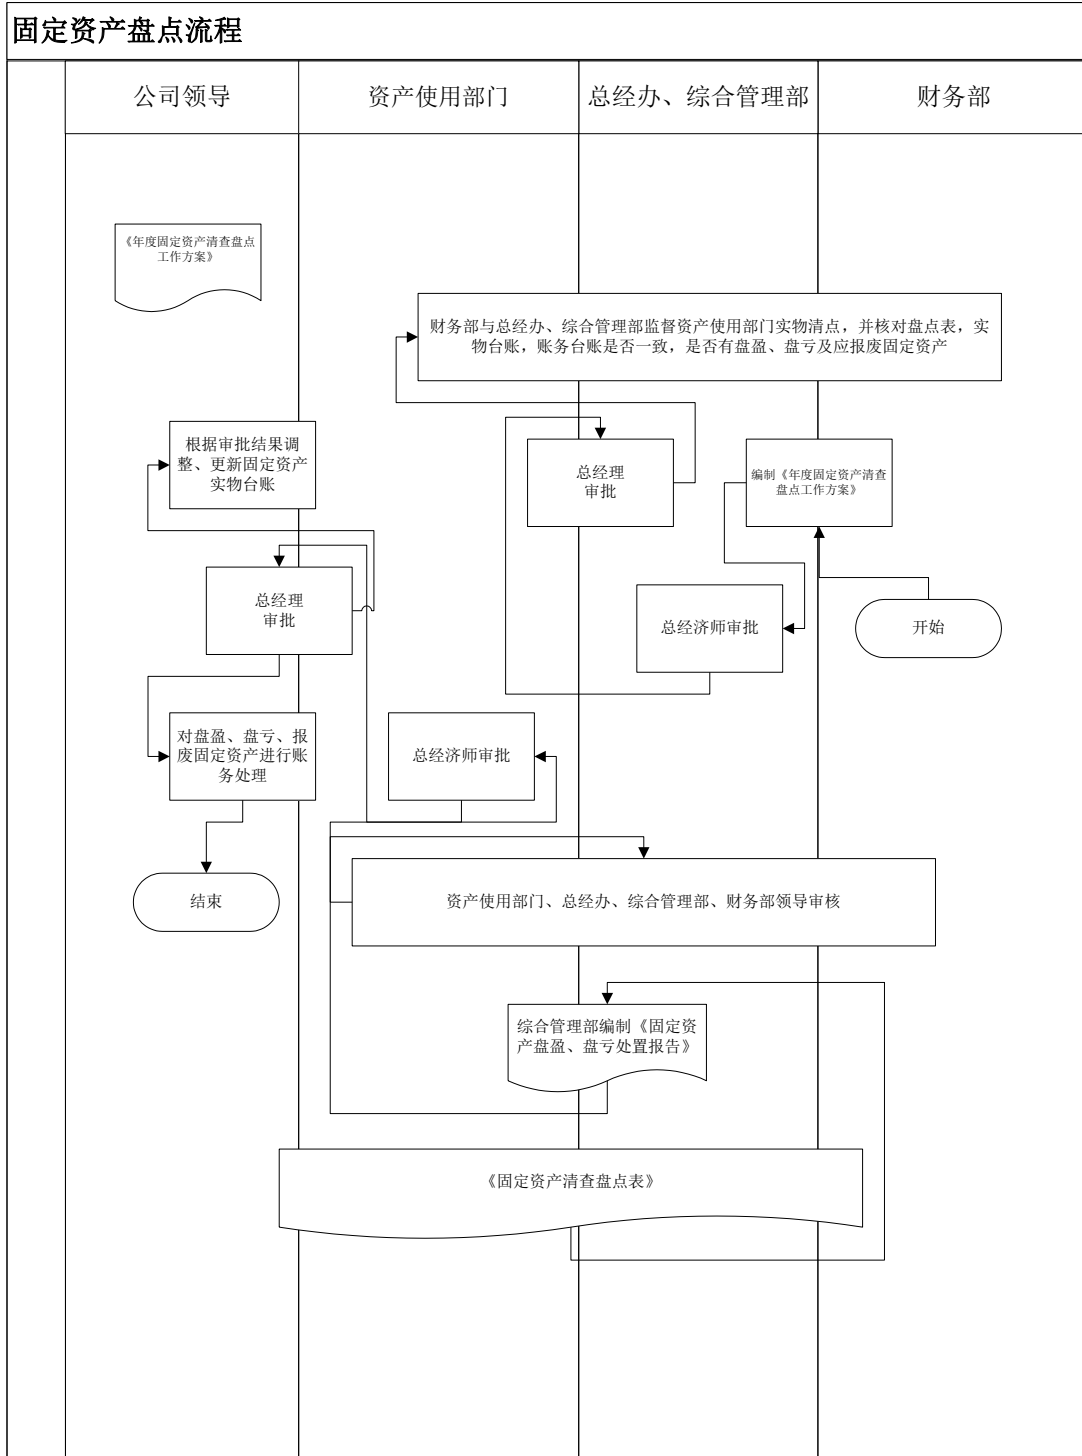 固定资产盘点流程
公司领导
资产使用部门
总经办、综合管理部
财务部
《年度固定资产清查盘点
工作方案》
财务部与总经办、综合管理部监督资产使用部门实物清点，并核对盘点表，实
物台账，账务台账是否一致，是否有盘盈、盘亏及应报废固定资产
根据审批结果调
整、更新固定资产
实物台账
总经理
审批
编制《年度固定资产清查
盘点工作方案》
总经理
审批
总经济师审批
开始
对盘盈、盘亏、报
废固定资产进行账
务处理
总经济师审批
结束
资产使用部门、总经办、综合管理部、财务部领导审核
综合管理部编制《固定资
产盘盈、盘亏处置报告》
《固定资产清查盘点表》